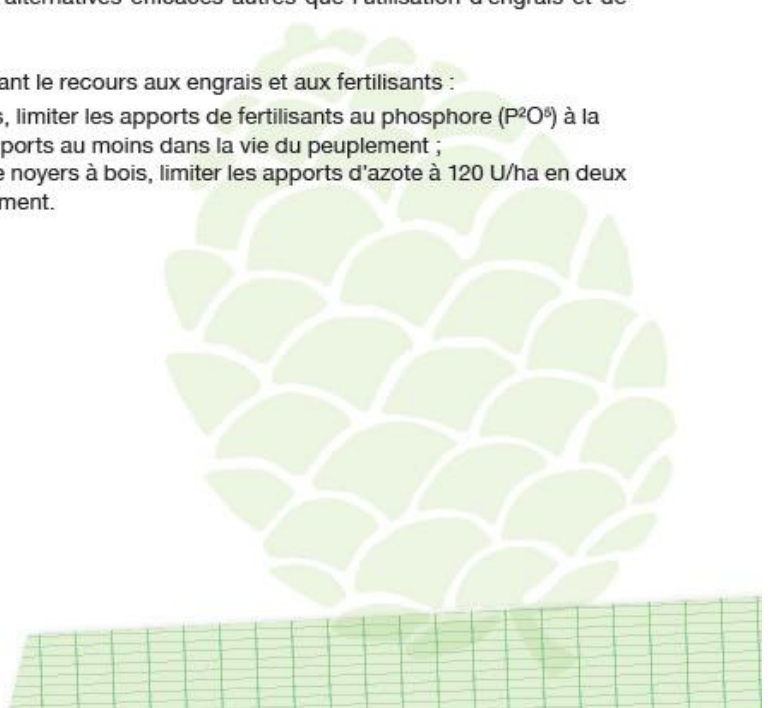 alternatives efficaces autres que l'utilisation d'engrais et de
ant le recours aux engrais et aux fertilisants :
s, limiter les apports de fertilisants au phosphore (P²O⁵) à la
ports au moins dans la vie du peuplement ;
e noyers à bois, limiter les apports d'azote à 120 U/ha en deux
ment.